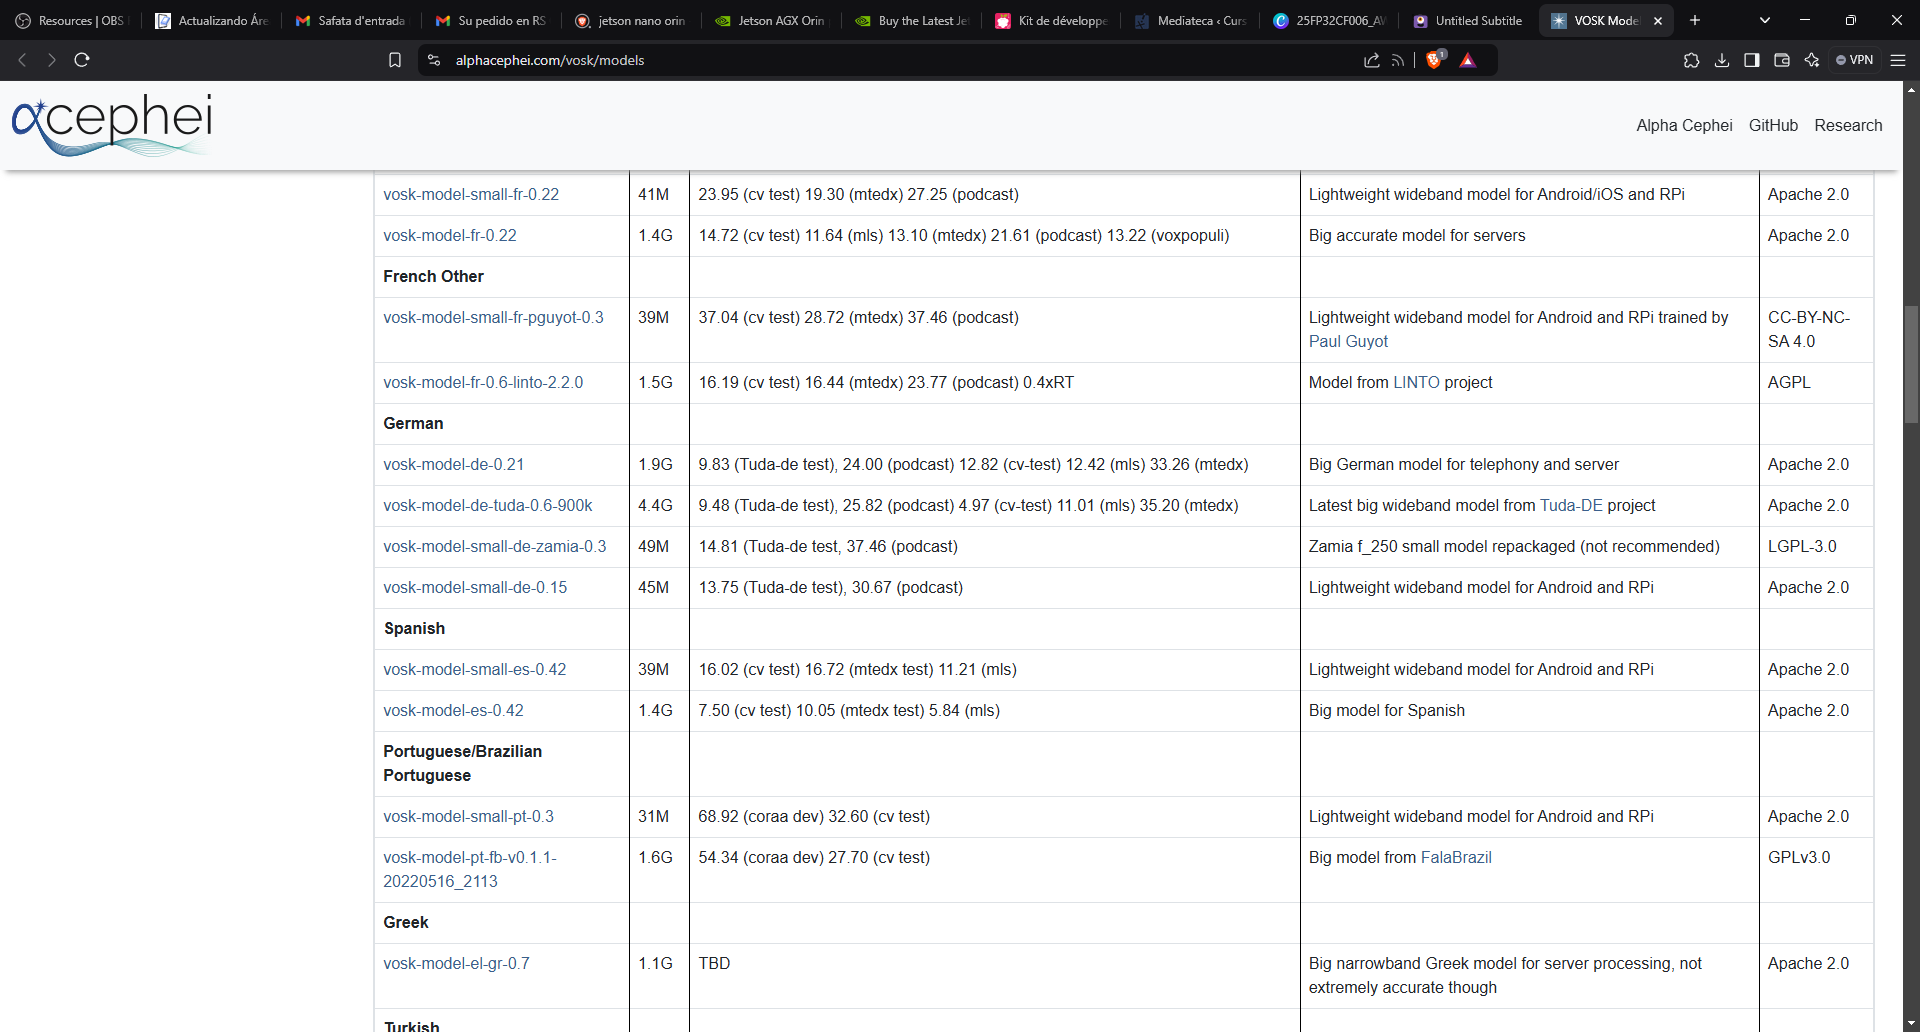 Resources | OBS
Actualizando Áre
Safata d'entrada
Su pedido en RS
jetson nano orin
Jetson AGX Orin
Buy the Latest Je
Kit de développe
Mediateca ‹ Curs
25FP32CF006_AV
Untitled Subtitle
VOSK Mode
alphacephei.com/vosk/models
1
VPN
αcephei
Alpha Cephei
GitHub
Research
vosk-model-small-fr-0.22 41M 23.95 (cv test) 19.30 (mtedx) 27.25 (podcast) Lightweight wideband model for Android/iOS and RPi Apache 2.0
vosk-model-fr-0.22 1.4G 14.72 (cv test) 11.64 (mls) 13.10 (mtedx) 21.61 (podcast) 13.22 (voxpopuli) Big accurate model for servers Apache 2.0
French Other
vosk-model-small-fr-pguyot-0.3 39M 37.04 (cv test) 28.72 (mtedx) 37.46 (podcast) Lightweight wideband model for Android and RPi trained by CC-BY-NC-
Paul Guyot SA 4.0
vosk-model-fr-0.6-linto-2.2.0 1.5G 16.19 (cv test) 16.44 (mtedx) 23.77 (podcast) 0.4xRT Model from LINTO project AGPL
German
vosk-model-de-0.21 1.9G 9.83 (Tuda-de test), 24.00 (podcast) 12.82 (cv-test) 12.42 (mls) 33.26 (mtedx) Big German model for telephony and server Apache 2.0
vosk-model-de-tuda-0.6-900k 4.4G 9.48 (Tuda-de test), 25.82 (podcast) 4.97 (cv-test) 11.01 (mls) 35.20 (mtedx) Latest big wideband model from Tuda-DE project Apache 2.0
vosk-model-small-de-zamia-0.3 49M 14.81 (Tuda-de test, 37.46 (podcast) Zamia f_250 small model repackaged (not recommended) LGPL-3.0
vosk-model-small-de-0.15 45M 13.75 (Tuda-de test), 30.67 (podcast) Lightweight wideband model for Android and RPi Apache 2.0
Spanish
vosk-model-small-es-0.42 39M 16.02 (cv test) 16.72 (mtedx test) 11.21 (mls) Lightweight wideband model for Android and RPi Apache 2.0
vosk-model-es-0.42 1.4G 7.50 (cv test) 10.05 (mtedx test) 5.84 (mls) Big model for Spanish Apache 2.0
Portuguese/Brazilian
Portuguese
vosk-model-small-pt-0.3 31M 68.92 (coraa dev) 32.60 (cv test) Lightweight wideband model for Android and RPi Apache 2.0
vosk-model-pt-fb-v0.1.1- 1.6G 54.34 (coraa dev) 27.70 (cv test) Big model from FalaBrazil GPLv3.0
20220516_2113
Greek
vosk-model-el-gr-0.7 1.1G TBD Big narrowband Greek model for server processing, not Apache 2.0
extremely accurate though
Turkish